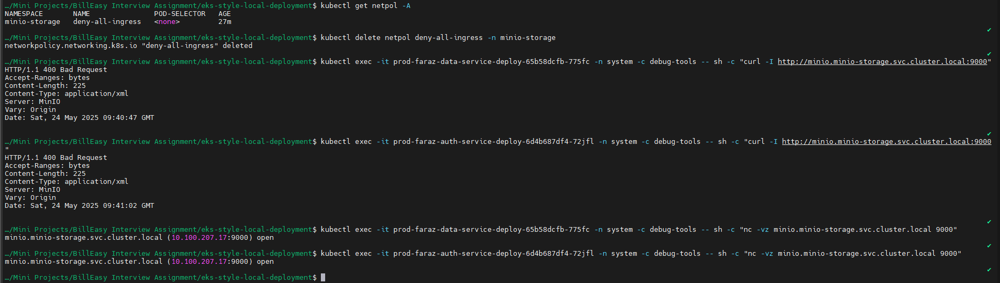 …/Mini Projects/BillEasy Interview Assignment/eks-style-local-deployment$ kubectl get netpol -A
NAMESPACE       NAME               POD-SELECTOR   AGE
minio-storage   deny-all-ingress   <none>         27m
✔
…/Mini Projects/BillEasy Interview Assignment/eks-style-local-deployment$ kubectl delete netpol deny-all-ingress -n minio-storage
networkpolicy.networking.k8s.io "deny-all-ingress" deleted
✔
…/Mini Projects/BillEasy Interview Assignment/eks-style-local-deployment$ kubectl exec -it prod-faraz-data-service-deploy-65b58dcfb-775fc -n system -c debug-tools -- sh -c "curl -I http://minio.minio-storage.svc.cluster.local:9000"
HTTP/1.1 400 Bad Request
Accept-Ranges: bytes
Content-Length: 225
Content-Type: application/xml
Server: MinIO
Vary: Origin
Date: Sat, 24 May 2025 09:40:47 GMT
✔
…/Mini Projects/BillEasy Interview Assignment/eks-style-local-deployment$ kubectl exec -it prod-faraz-auth-service-deploy-6d4b687df4-72jfl -n system -c debug-tools -- sh -c "curl -I http://minio.minio-storage.svc.cluster.local:9000
"
HTTP/1.1 400 Bad Request
Accept-Ranges: bytes
Content-Length: 225
Content-Type: application/xml
Server: MinIO
Vary: Origin
Date: Sat, 24 May 2025 09:41:02 GMT
✔
…/Mini Projects/BillEasy Interview Assignment/eks-style-local-deployment$ kubectl exec -it prod-faraz-data-service-deploy-65b58dcfb-775fc -n system -c debug-tools -- sh -c "nc -vz minio.minio-storage.svc.cluster.local 9000"
minio.minio-storage.svc.cluster.local (10.100.207.17:9000) open
✔
…/Mini Projects/BillEasy Interview Assignment/eks-style-local-deployment$ kubectl exec -it prod-faraz-auth-service-deploy-6d4b687df4-72jfl -n system -c debug-tools -- sh -c "nc -vz minio.minio-storage.svc.cluster.local 9000"
minio.minio-storage.svc.cluster.local (10.100.207.17:9000) open
✔
…/Mini Projects/BillEasy Interview Assignment/eks-style-local-deployment$